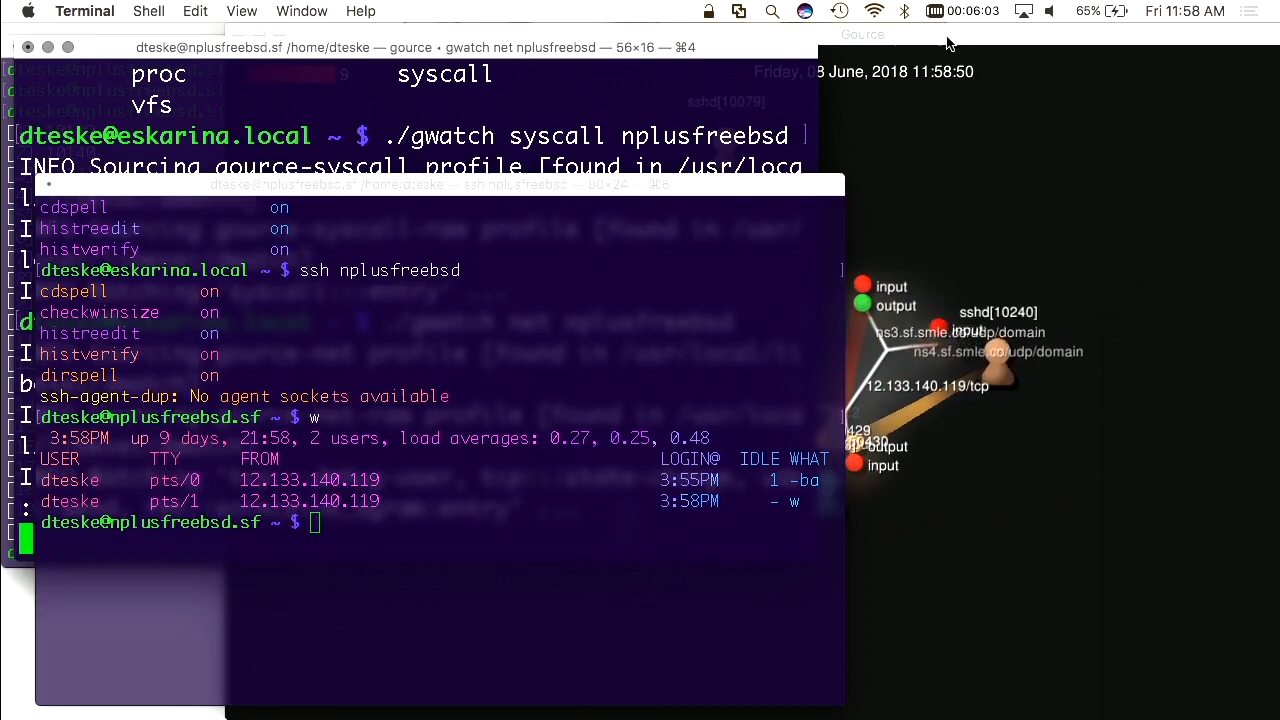 Terminal Shell Edit View Window Help 00:06:03 65% Fri 11:58 AM
dteske@nplusfreebsd.sf /home/dteske — gource ◂ gwatch net nplusfreebsd — 56×16 — ⌘4
Gource
proc syscall
vfs
dteske@eskarina.local ~ $ ./gwatch syscall nplusfreebsd
INFO Sourcing gource-syscall profile [found in /usr/loca
Friday, 08 June, 2018 11:58:50
9
sshd[10079]
dteske@nplusfreebsd.sf /home/dteske — ssh nplusfreebsd — 80×24 — ⌘6
cdspell on
histreedit on
histverify on
dteske@eskarina.local ~ $ ssh nplusfreebsd
cdspell on
checkwinsize on
histreedit on
histverify on
dirspell on
ssh-agent-dup: No agent sockets available
dteske@nplusfreebsd.sf ~ $ w
3:58PM up 9 days, 21:58, 2 users, load averages: 0.27, 0.25, 0.48
USER TTY FROM LOGIN@ IDLE WHAT
dteske pts/0 12.133.140.119 3:55PM 1 -ba
dteske pts/1 12.133.140.119 3:58PM - w
dteske@nplusfreebsd.sf ~ $
input
output
sshd[10240]
input
ns3.sf.smle.co/udp/domain
ns4.sf.smle.co/udp/domain
12.133.140.119/tcp
output
input